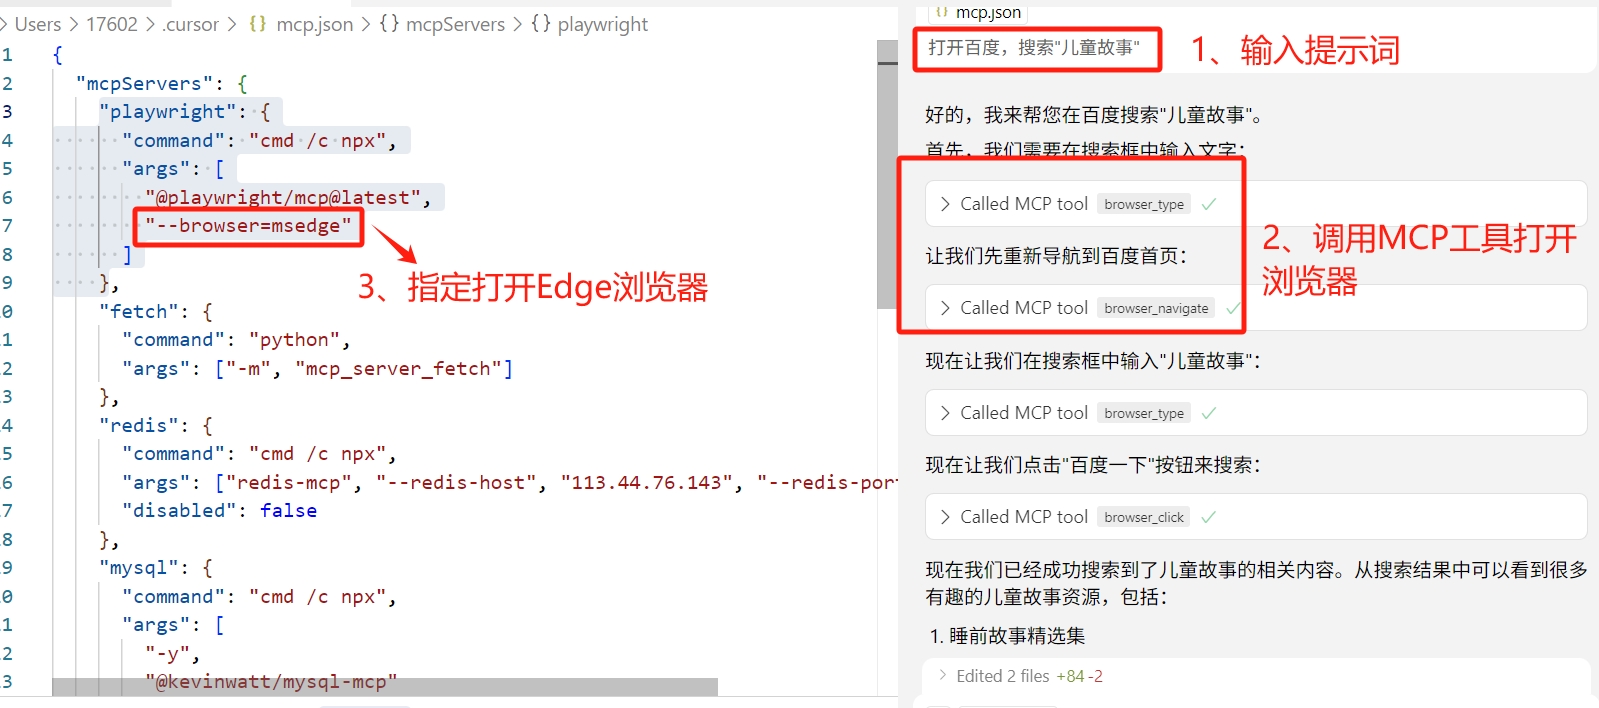 Users > 17602 > .cursor > {} mcp.json > {} mcpServers > {} playwright
1 {
2 "mcpServers": {
3 "playwright": {
4 "command": "cmd /c npx",
5 "args": [
6 "@playwright/mcp@latest",
7 "--browser=msedge"
8 ]
9 },
0 "fetch": {
1 "command": "python",
2 "args": ["-m", "mcp_server_fetch"]
3 },
4 "redis": {
5 "command": "cmd /c npx",
6 "args": ["redis-mcp", "--redis-host", "113.44.76.143", "--redis-por
7 "disabled": false
8 },
9 "mysql": {
0 "command": "cmd /c npx",
1 "args": [
2 "-y",
3 "@kevinwatt/mysql-mcp"
3、指定打开Edge浏览器
{} mcp.json
打开百度，搜索"儿童故事"
1、输入提示词
好的，我来帮您在百度搜索"儿童故事"。
首先，我们需要在搜索框中输入文字：
> Called MCP tool browser_type ✓
让我们先重新导航到百度首页：
> Called MCP tool browser_navigate ✓
2、调用MCP工具打开
浏览器
现在让我们在搜索框中输入"儿童故事"：
> Called MCP tool browser_type ✓
现在让我们点击"百度一下"按钮来搜索：
> Called MCP tool browser_click ✓
现在我们已经成功搜索到了儿童故事的相关内容。从搜索结果中可以看到很多
有趣的儿童故事资源，包括：
1. 睡前故事精选集
> Edited 2 files +84 -2